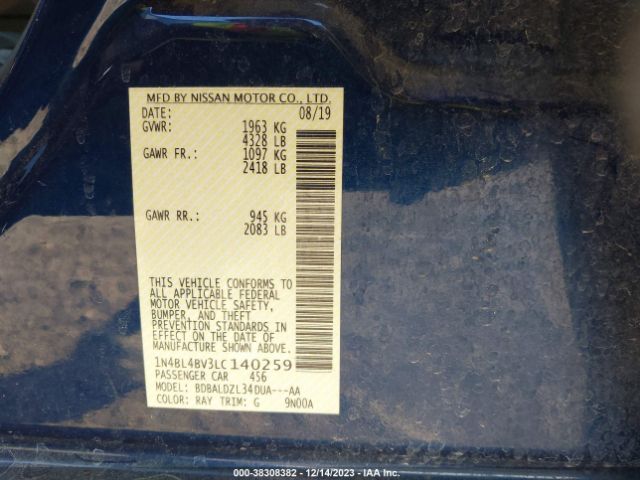 MFD BY NISSAN MOTOR CO., LTD.
DATE: 08/19
GVWR: 1963 KG
4328 LB
GAWR FR.: 1097 KG
2418 LB
GAWR RR.: 945 KG
2083 LB
THIS VEHICLE CONFORMS TO
ALL APPLICABLE FEDERAL
MOTOR VEHICLE SAFETY,
BUMPER, AND THEFT
PREVENTION STANDARDS IN
EFFECT ON THE DATE OF
MANUFACTURE SHOWN ABOVE.
1N4BL4BV3LC140259
PASSENGER CAR 456
MODEL: BDBALDZL34DUA---AA
COLOR: RAY TRIM: G 9N00A
000-38308382 - 12/14/2023 - IAA Inc.